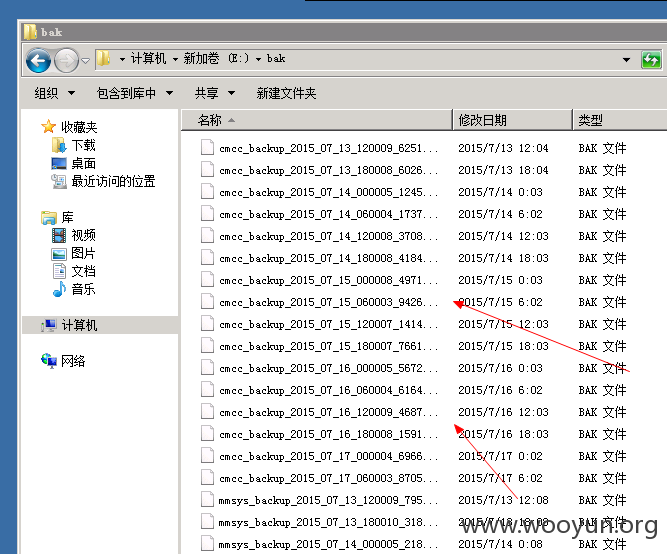 bak
计算机 新加卷 (E:) bak
组织 包含到库中 共享 新建文件夹
收藏夹
下载
桌面
最近访问的位置
库
视频
图片
文档
音乐
计算机
网络
名称 修改日期 类型
cmcc_backup_2015_07_13_120009_6251... 2015/7/13 12:04 BAK 文件
cmcc_backup_2015_07_13_180008_6026... 2015/7/13 18:04 BAK 文件
cmcc_backup_2015_07_14_000005_1245... 2015/7/14 0:03 BAK 文件
cmcc_backup_2015_07_14_060004_1737... 2015/7/14 6:02 BAK 文件
cmcc_backup_2015_07_14_120008_3708... 2015/7/14 12:03 BAK 文件
cmcc_backup_2015_07_14_180008_4184... 2015/7/14 18:03 BAK 文件
cmcc_backup_2015_07_15_000008_4971... 2015/7/15 0:03 BAK 文件
cmcc_backup_2015_07_15_060003_9426... 2015/7/15 6:02 BAK 文件
cmcc_backup_2015_07_15_120007_1414... 2015/7/15 12:03 BAK 文件
cmcc_backup_2015_07_15_180007_7661... 2015/7/15 18:03 BAK 文件
cmcc_backup_2015_07_16_000005_5672... 2015/7/16 0:03 BAK 文件
cmcc_backup_2015_07_16_060004_6164... 2015/7/16 6:02 BAK 文件
cmcc_backup_2015_07_16_120009_4687... 2015/7/16 12:03 BAK 文件
cmcc_backup_2015_07_16_180008_1591... 2015/7/16 18:03 BAK 文件
cmcc_backup_2015_07_17_000004_6966... 2015/7/17 0:02 BAK 文件
cmcc_backup_2015_07_17_060003_8705... 2015/7/17 6:02 BAK 文件
mmsys_backup_2015_07_13_120009_795... 2015/7/13 12:08 BAK 文件
mmsys_backup_2015_07_13_180010_318... 2015/7/13 18:08 BAK 文件
mmsys_backup_2015_07_14_000005_218... 2015/7/14 0:08 BAK 文件
www.wooyun.org